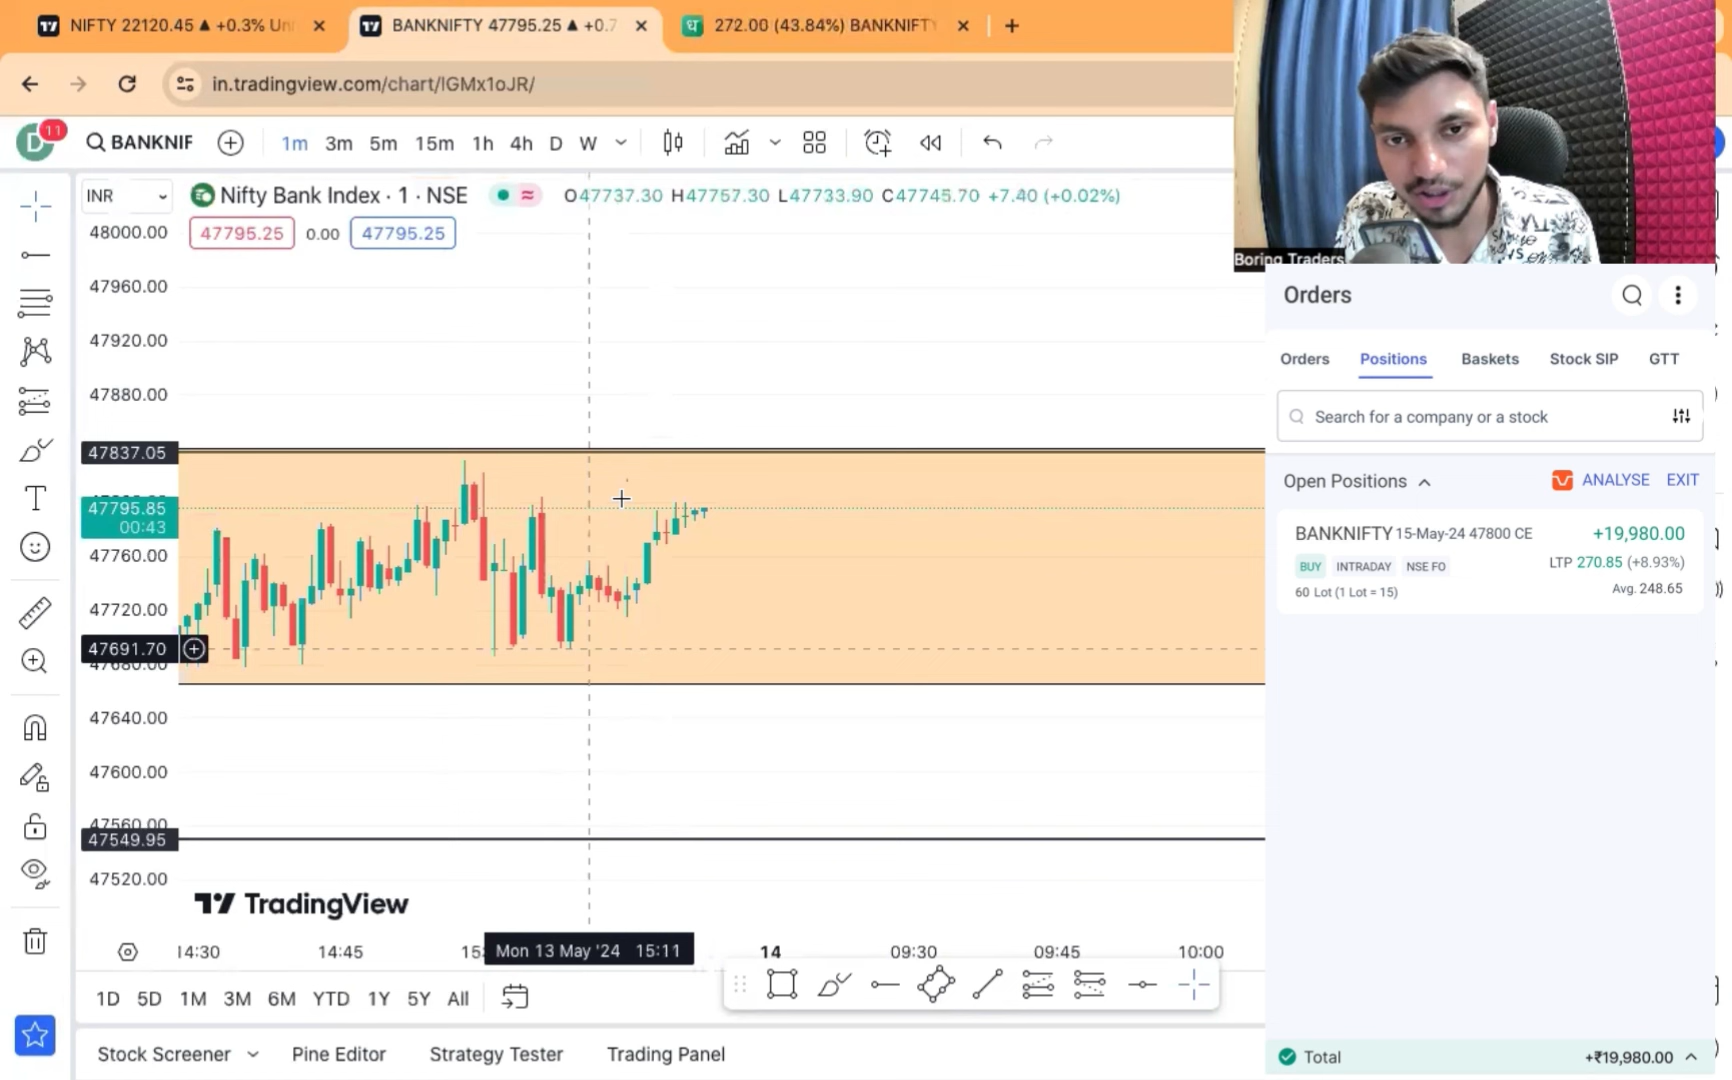 NIFTY 22120.45 ▲ +0.3% Un
BANKNIFTY 47795.25 ▲ +0.7
272.00 (43.84%) BANKNIFTY
in.tradingview.com/chart/lGMx1oJR/
D 11
BANKNIF
1m 3m 5m 15m 1h 4h D W
INR
Nifty Bank Index · 1 · NSE
O47737.30 H47757.30 L47733.90 C47745.70 +7.40 (+0.02%)
47795.25 0.00 47795.25
48000.00
47960.00
47920.00
47880.00
47837.05
47795.85
00:43
47760.00
47720.00
47691.70
47680.00
47640.00
47600.00
47560.00
47549.95
47520.00
TradingView
14:30 14:45 15: Mon 13 May '24 15:11 14 09:30 09:45 10:00
1D 5D 1M 3M 6M YTD 1Y 5Y All
Stock Screener Pine Editor Strategy Tester Trading Panel
Boring Traders
Orders
Orders Positions Baskets Stock SIP GTT
Search for a company or a stock
Open Positions ANALYSE EXIT
BANKNIFTY 15-May-24 47800 CE +19,980.00
BUY INTRADAY NSE FO LTP 270.85 (+8.93%)
60 Lot (1 Lot = 15) Avg. 248.65
Total +₹19,980.00